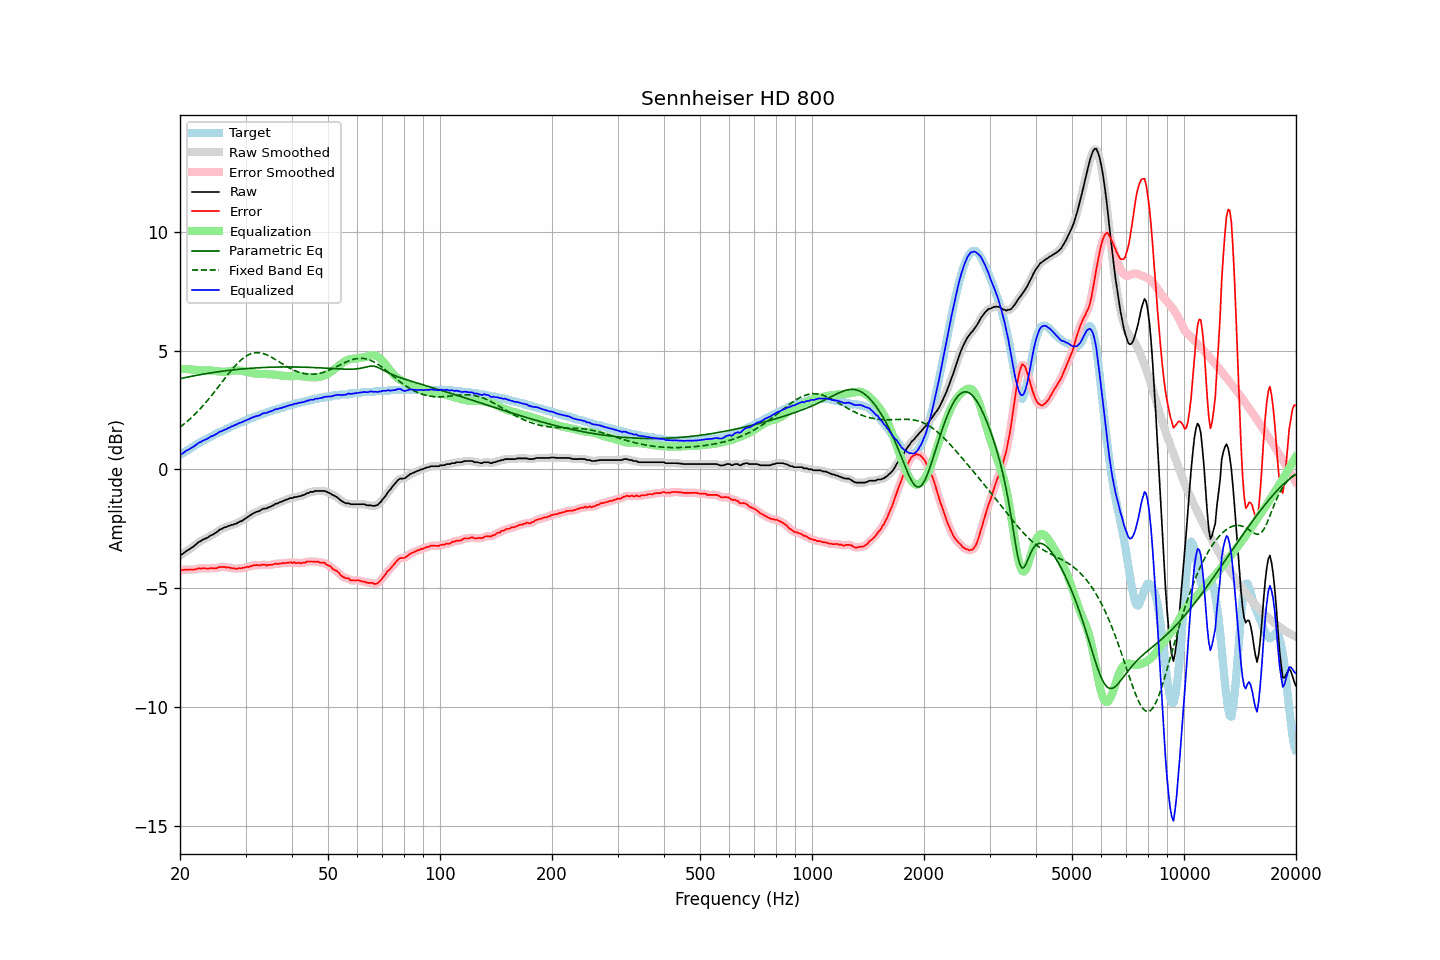 Sennheiser HD 800
Target
Raw Smoothed
Error Smoothed
Raw
Error
Equalization
Parametric Eq
Fixed Band Eq
Equalized
Amplitude (dBr)
10
5
0
−5
−10
−15
20 50 100 200 500 1000 2000 5000 10000 20000
Frequency (Hz)